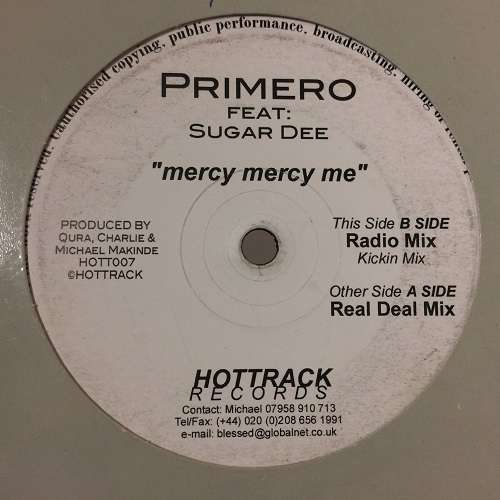 unauthorised copying, public performance, broadcasting, hiring or
PRIMERO
FEAT:
SUGAR DEE
"mercy mercy me"
PRODUCED BY
QURA, CHARLIE &
MICHAEL MAKINDE
HOTT007
©HOTTRACK
This Side B SIDE
Radio Mix
Kickin Mix
Other Side A SIDE
Real Deal Mix
HOTTRACK
RECORDS
Contact: Michael 07958 910 713
Tel/Fax: (+44) 020 (0)208 656 1991
e-mail: blessed@globalnet.co.uk